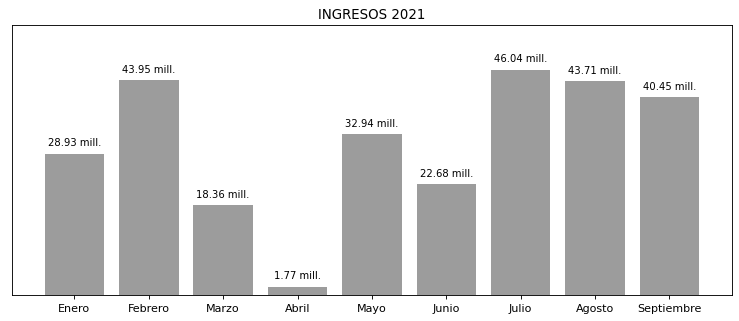 INGRESOS 2021
28.93 mill.
43.95 mill.
18.36 mill.
1.77 mill.
32.94 mill.
22.68 mill.
46.04 mill.
43.71 mill.
40.45 mill.
Enero
Febrero
Marzo
Abril
Mayo
Junio
Julio
Agosto
Septiembre